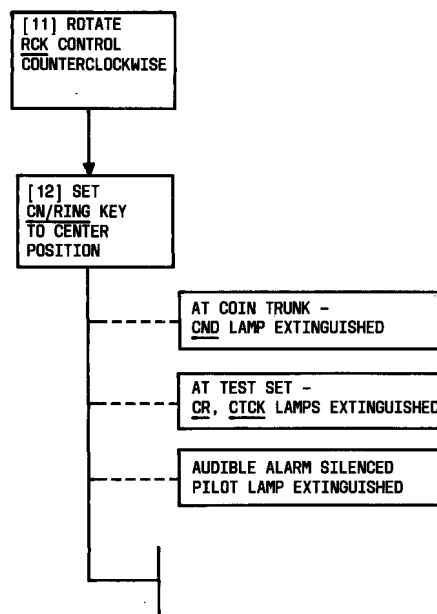 [11] ROTATE
RCK CONTROL
COUNTERCLOCKWISE
[12] SET
CN/RING KEY
TO CENTER
POSITION
AT COIN TRUNK -
CND LAMP EXTINGUISHED
AT TEST SET -
CR, CTCK LAMPS EXTINGUISHED
AUDIBLE ALARM SILENCED
PILOT LAMP EXTINGUISHED